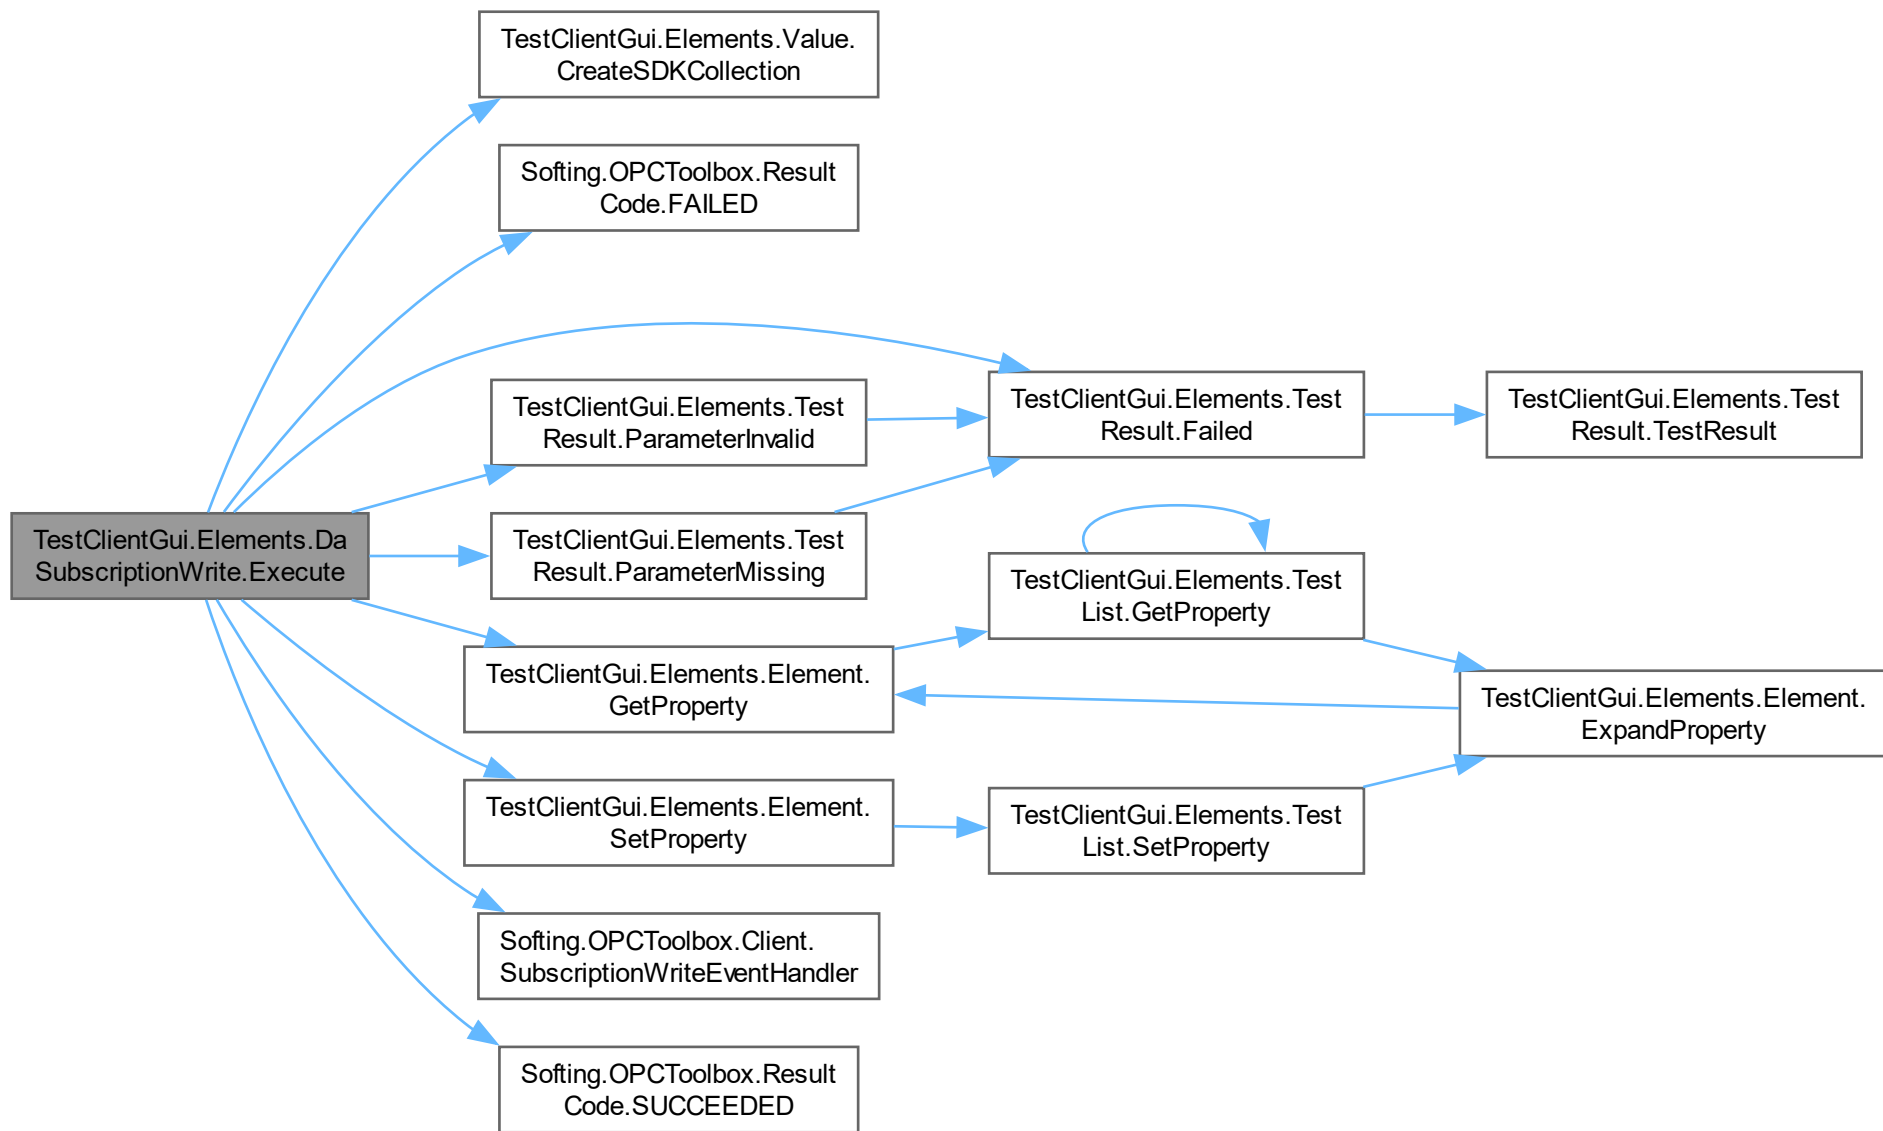 TestClientGui.Elements.Value.
CreateSDKCollection
Softing.OPCToolbox.Result
Code.FAILED
TestClientGui.Elements.Test
Result.ParameterInvalid
TestClientGui.Elements.Test
Result.Failed
TestClientGui.Elements.Test
Result.TestResult
TestClientGui.Elements.Da
SubscriptionWrite.Execute
TestClientGui.Elements.Test
Result.ParameterMissing
TestClientGui.Elements.Test
List.GetProperty
TestClientGui.Elements.Element.
GetProperty
TestClientGui.Elements.Element.
ExpandProperty
TestClientGui.Elements.Element.
SetProperty
TestClientGui.Elements.Test
List.SetProperty
Softing.OPCToolbox.Client.
SubscriptionWriteEventHandler
Softing.OPCToolbox.Result
Code.SUCCEEDED